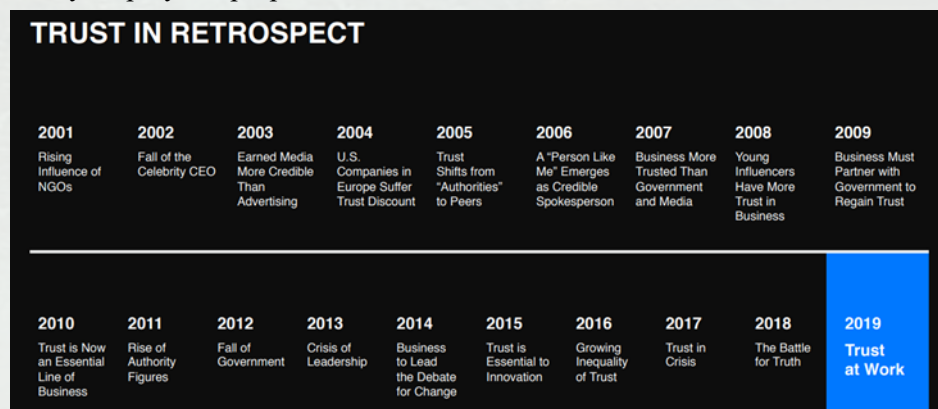 TRUST IN RETROSPECT
2001
Rising
Influence of
NGOs
2002
Fall of the
Celebrity CEO
2003
Earned Media
More Credible
Than
Advertising
2004
U.S.
Companies in
Europe Suffer
Trust Discount
2005
Trust
Shifts from
“Authorities”
to Peers
2006
A “Person Like
Me” Emerges
as Credible
Spokesperson
2007
Business More
Trusted Than
Government
and Media
2008
Young
Influencers
Have More
Trust in
Business
2009
Business Must
Partner with
Government to
Regain Trust
2010
Trust is Now
an Essential
Line of
Business
2011
Rise of
Authority
Figures
2012
Fall of
Government
2013
Crisis of
Leadership
2014
Business
to Lead
the Debate
for Change
2015
Trust is
Essential to
Innovation
2016
Growing
Inequality
of Trust
2017
Trust in
Crisis
2018
The Battle
for Truth
2019
Trust
at Work